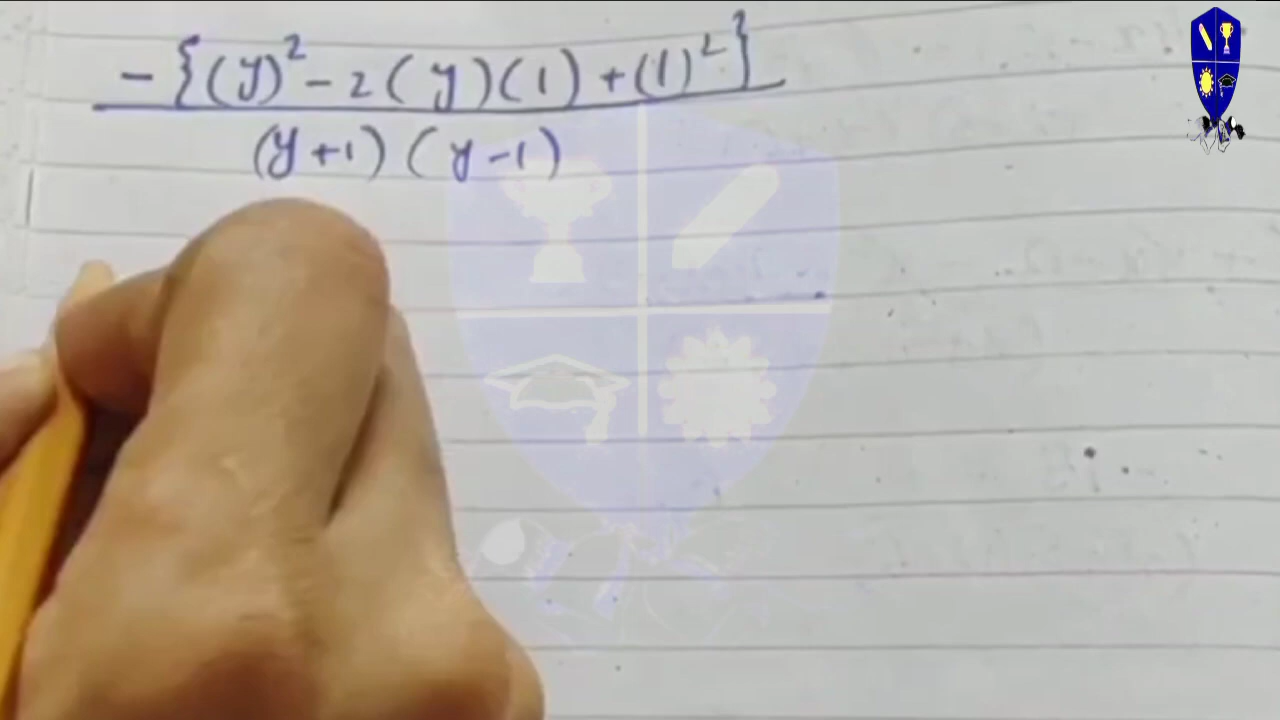 - {(y)² - 2 (y)(1) + (1)²}
(y+1) (y-1)